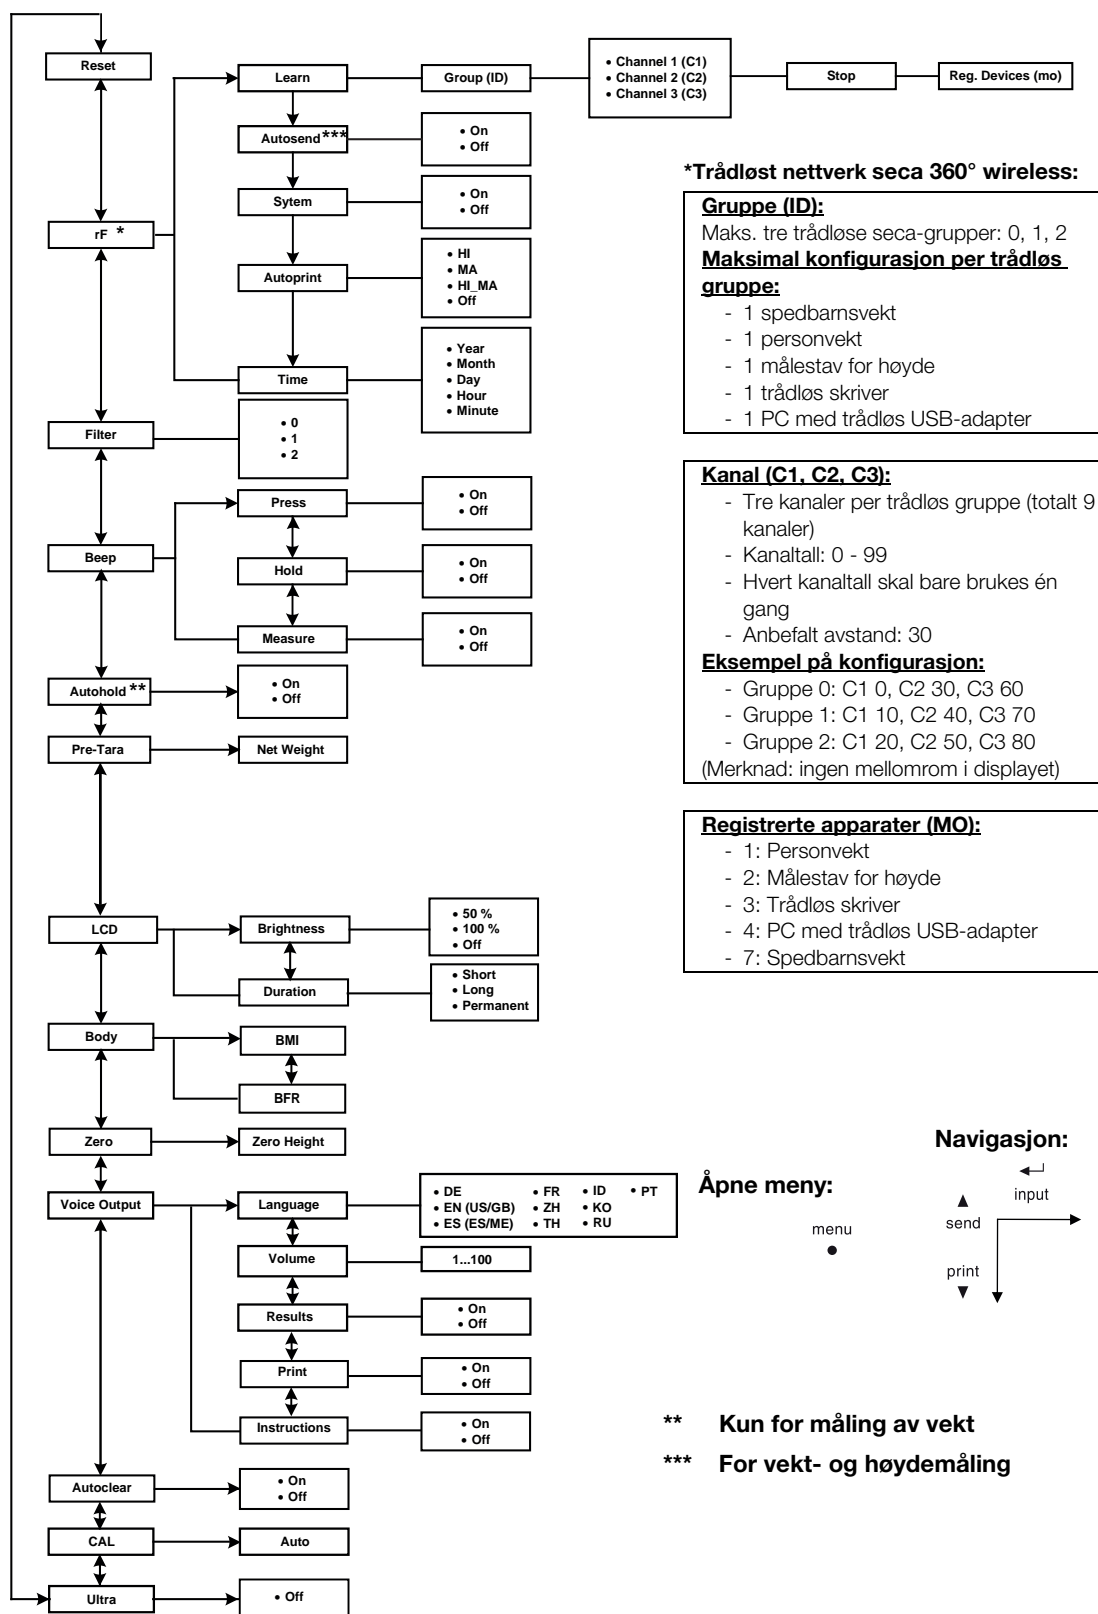 Reset
Learn
Group (ID)
• Channel 1 (C1)
• Channel 2 (C2)
• Channel 3 (C3)
Stop
Reg. Devices (mo)
Autosend***
• On
• Off
Sytem
• On
• Off
rF *
Autoprint
• HI
• MA
• HI_MA
• Off
Time
• Year
• Month
• Day
• Hour
• Minute
Filter
• 0
• 1
• 2
Beep
Press
• On
• Off
Hold
• On
• Off
Measure
• On
• Off
Autohold **
• On
• Off
Pre-Tara
Net Weight
LCD
Brightness
• 50 %
• 100 %
• Off
Duration
• Short
• Long
• Permanent
Body
BMI
BFR
Zero
Zero Height
Voice Output
Language
• DE
• EN (US/GB)
• ES (ES/ME)
• FR
• ZH
• TH
• ID
• KO
• RU
• PT
Volume
1...100
Results
• On
• Off
Print
• On
• Off
Instructions
• On
• Off
Autoclear
• On
• Off
CAL
Auto
Ultra
• Off
*Trådløst nettverk seca 360° wireless:
Gruppe (ID):
Maks. tre trådløse seca-grupper: 0, 1, 2
Maksimal konfigurasjon per trådløs
gruppe:
- 1 spedbarnsvekt
- 1 personvekt
- 1 målestav for høyde
- 1 trådløs skriver
- 1 PC med trådløs USB-adapter
Kanal (C1, C2, C3):
- Tre kanaler per trådløs gruppe (totalt 9
kanaler)
- Kanaltall: 0 - 99
- Hvert kanaltall skal bare brukes én
gang
- Anbefalt avstand: 30
Eksempel på konfigurasjon:
- Gruppe 0: C1 0, C2 30, C3 60
- Gruppe 1: C1 10, C2 40, C3 70
- Gruppe 2: C1 20, C2 50, C3 80
(Merknad: ingen mellomrom i displayet)
Registrerte apparater (MO):
- 1: Personvekt
- 2: Målestav for høyde
- 3: Trådløs skriver
- 4: PC med trådløs USB-adapter
- 7: Spedbarnsvekt
Navigasjon:
Åpne meny:
menu
input
send
print
** Kun for måling av vekt
*** For vekt- og høydemåling